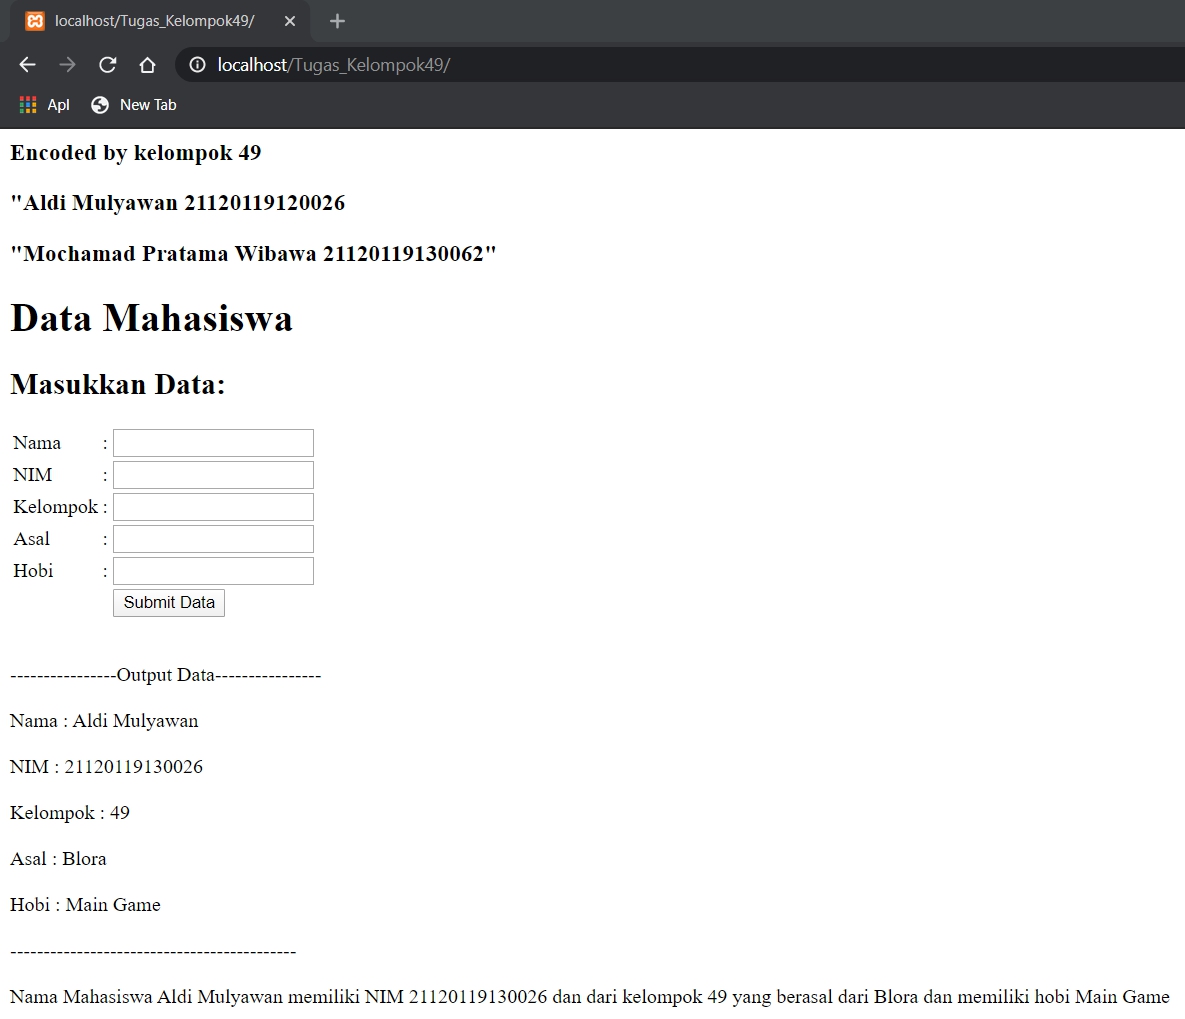 localhost/Tugas_Kelompok49/
localhost/Tugas_Kelompok49/
Apl New Tab
Encoded by kelompok 49
"Aldi Mulyawan 21120119120026
"Mochamad Pratama Wibawa 21120119130062"
Data Mahasiswa
Masukkan Data:
Nama :
NIM :
Kelompok :
Asal :
Hobi :
Submit Data
----------------Output Data----------------
Nama : Aldi Mulyawan
NIM : 21120119130026
Kelompok : 49
Asal : Blora
Hobi : Main Game
-------------------------------------------
Nama Mahasiswa Aldi Mulyawan memiliki NIM 21120119130026 dan dari kelompok 49 yang berasal dari Blora dan memiliki hobi Main Game